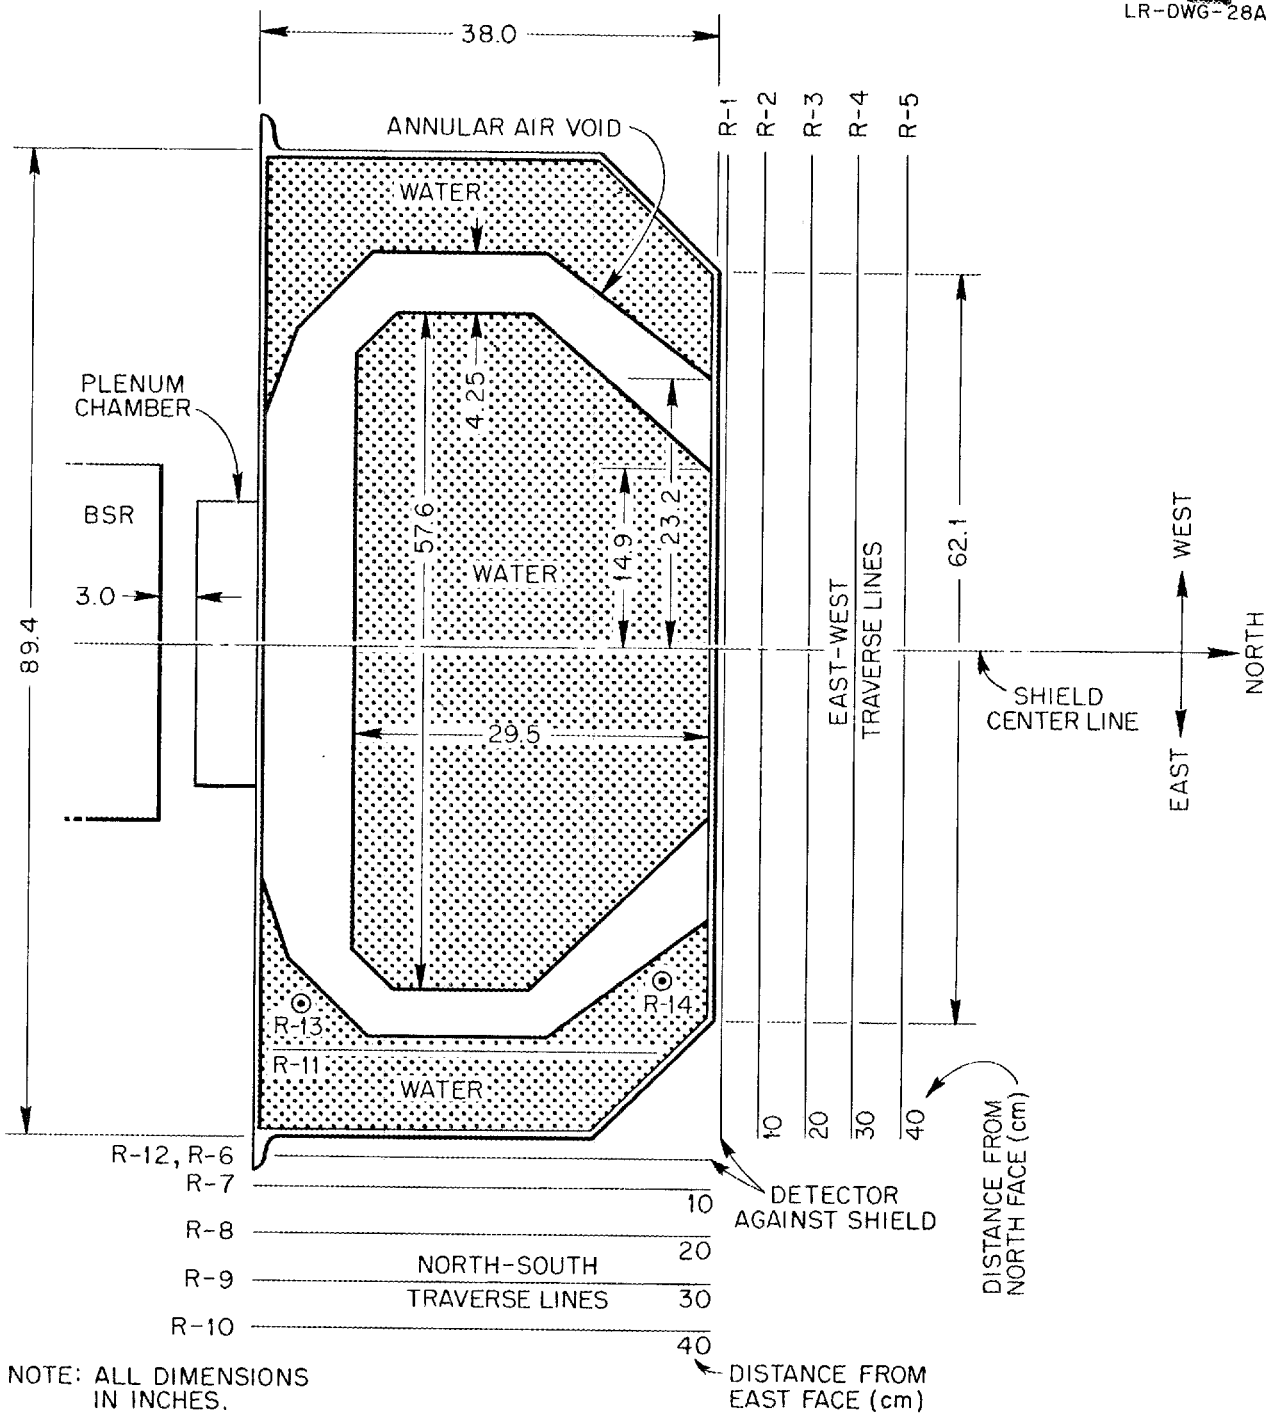 LR-DWG-28A
38.0
R-1
R-2
R-3
R-4
R-5
ANNULAR AIR VOID
WATER
PLENUM
CHAMBER
4.25
BSR
57.6
14.9
23.2
62.1
WATER
3.0
89.4
EAST-WEST
TRAVERSE LINES
WEST
NORTH
EAST
SHIELD
CENTER LINE
29.5
R-13
R-14
R-11
WATER
10
20
30
40
DISTANCE FROM
NORTH FACE (cm)
R-12, R-6
R-7
10
DETECTOR
AGAINST SHIELD
R-8
20
NORTH-SOUTH
R-9
TRAVERSE LINES
30
R-10
40
DISTANCE FROM
EAST FACE (cm)
NOTE: ALL DIMENSIONS
IN INCHES.